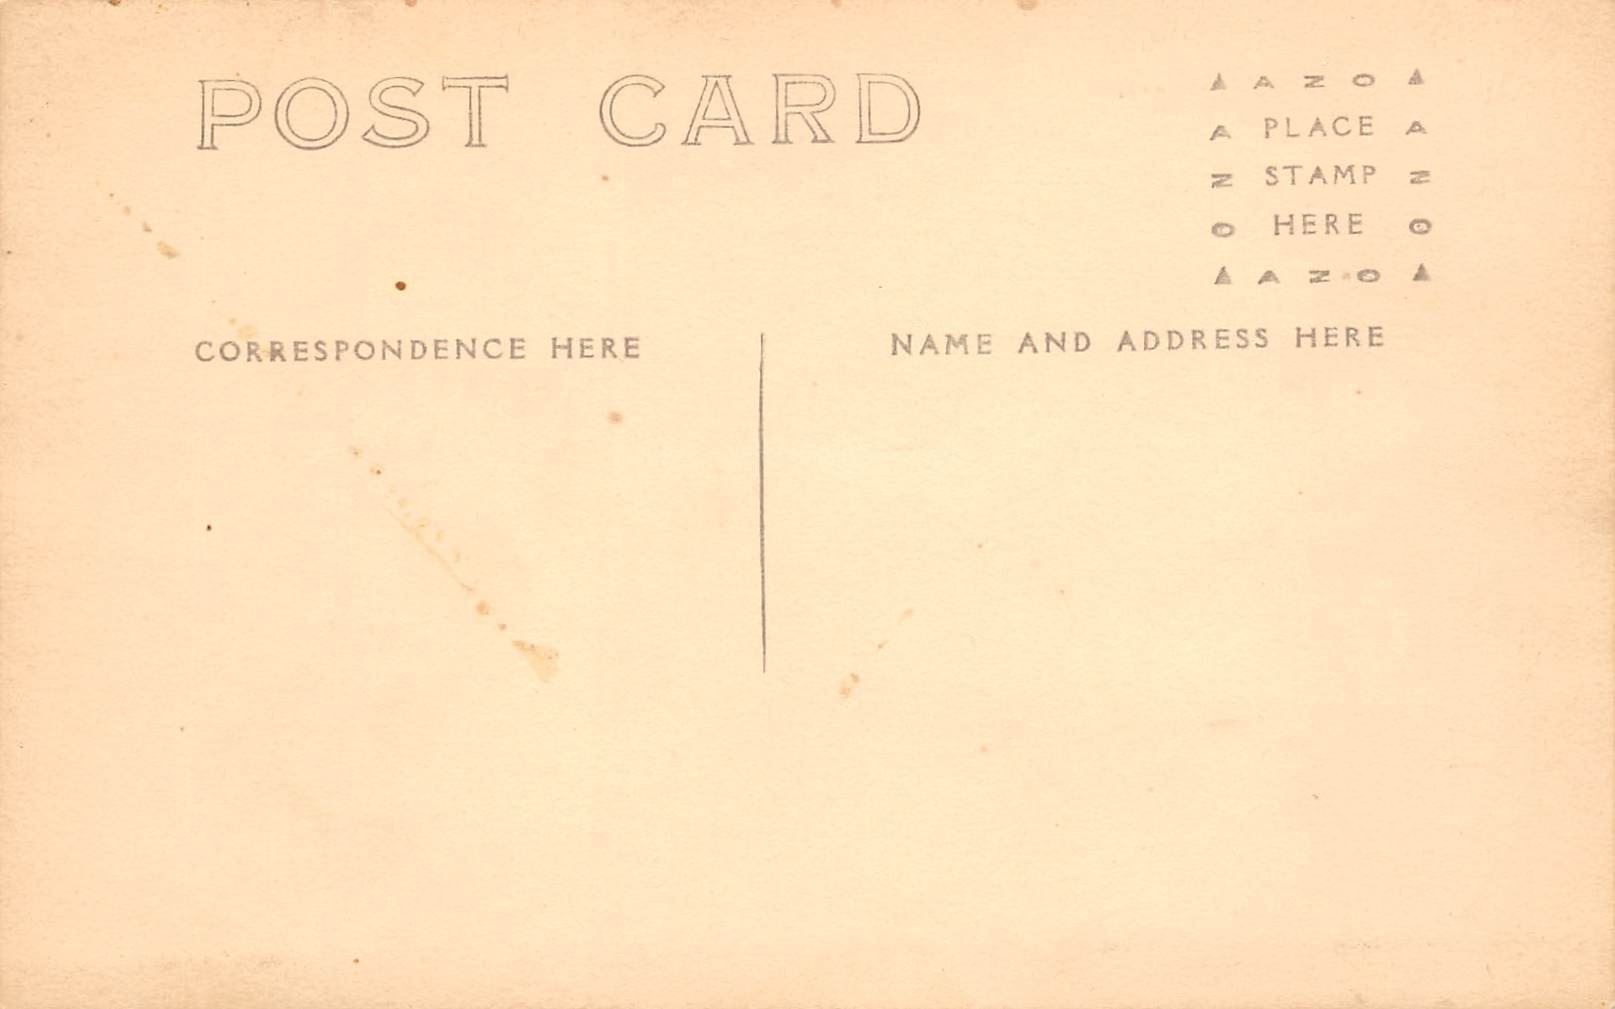 POST CARD
▲ A Z O ▲
A PLACE A
N STAMP N
O HERE O
▲ A Z O ▲
CORRESPONDENCE HERE
NAME AND ADDRESS HERE